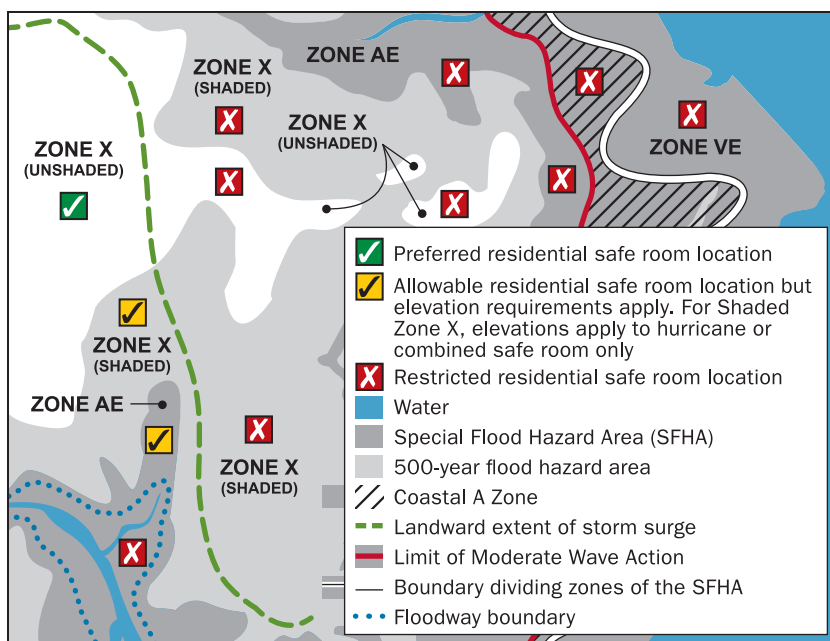 ZONE AE
ZONE X
(SHADED)
ZONE X
(UNSHADED)
ZONE X
(UNSHADED)
ZONE VE
ZONE X
(SHADED)
ZONE AE
ZONE X
(SHADED)
Preferred residential safe room location
Allowable residential safe room location but
elevation requirements apply. For Shaded
Zone X, elevations apply to hurricane or
combined safe room only
Restricted residential safe room location
Water
Special Flood Hazard Area (SFHA)
500-year flood hazard area
Coastal A Zone
Landward extent of storm surge
Limit of Moderate Wave Action
Boundary dividing zones of the SFHA
Floodway boundary